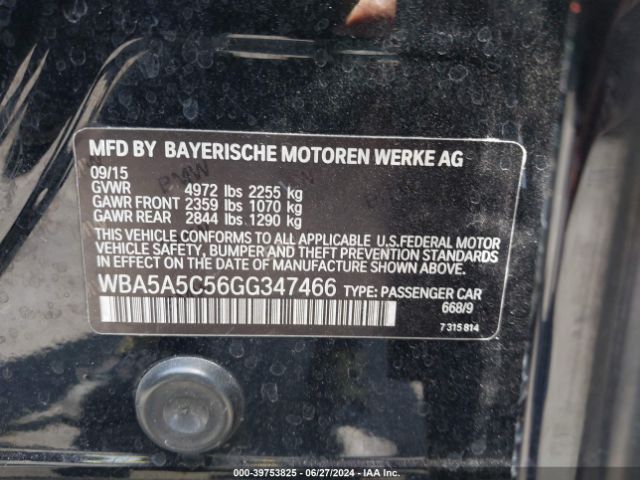 MFD BY BAYERISCHE MOTOREN WERKE AG
09/15
GVWR 4972 lbs 2255 kg
GAWR FRONT 2359 lbs 1070 kg
GAWR REAR 2844 lbs 1290 kg
THIS VEHICLE CONFORMS TO ALL APPLICABLE U.S.FEDERAL MOTOR
VEHICLE SAFETY, BUMPER AND THEFT PREVENTION STANDARDS
IN EFFECT ON THE DATE OF MANUFACTURE SHOWN ABOVE.
WBA5A5C56GG347466 TYPE: PASSENGER CAR
668/9
7 315 814
000-39753825 - 06/27/2024 - IAA Inc.